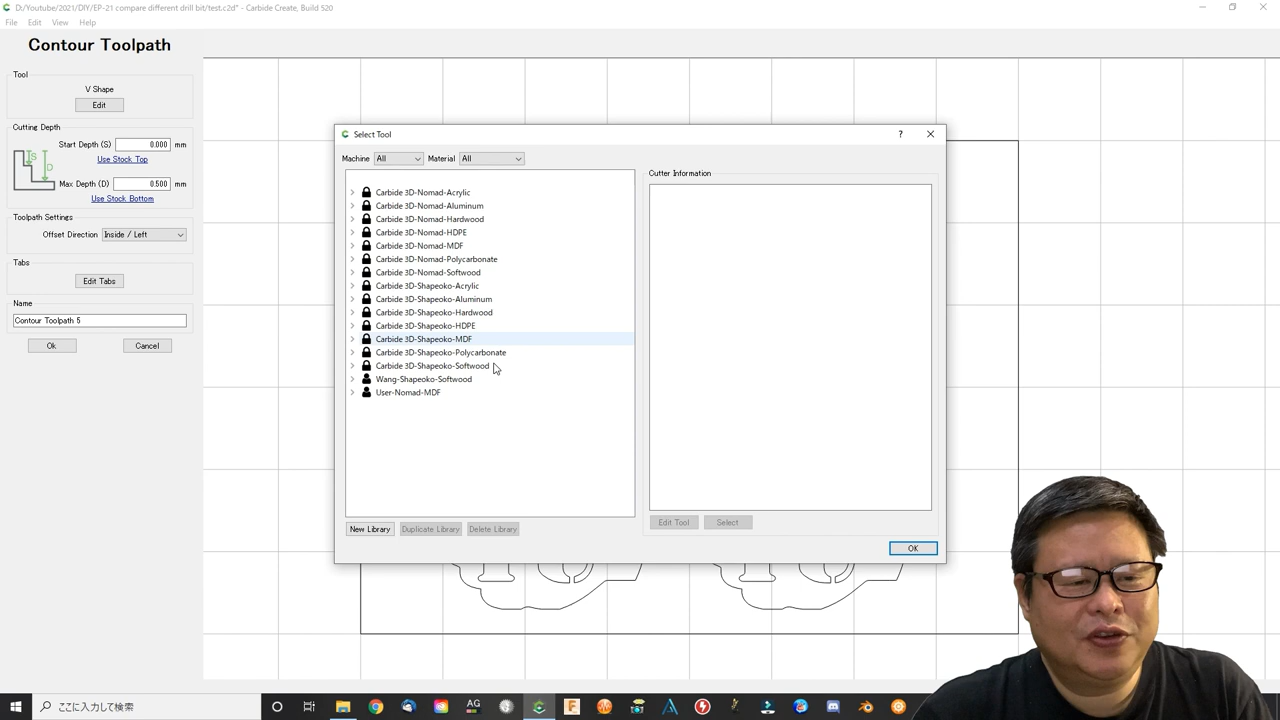 D:/Youtube/2021/DIY/EP-21 compare different drill bit/test.c2d* - Carbide Create, Build 520
File Edit View Help
Contour Toolpath
Tool
V Shape
Edit
Cutting Depth
Start Depth (S) 0.000 mm
Use Stock Top
S
D
Max Depth (D) 0.500 mm
Use Stock Bottom
Toolpath Settings
Offset Direction Inside / Left
Tabs
Edit Tabs
Name
Contour Toolpath 5
Ok Cancel
Select Tool ?
Machine All Material All
Carbide 3D-Nomad-Acrylic
Carbide 3D-Nomad-Aluminum
Carbide 3D-Nomad-Hardwood
Carbide 3D-Nomad-HDPE
Carbide 3D-Nomad-MDF
Carbide 3D-Nomad-Polycarbonate
Carbide 3D-Nomad-Softwood
Carbide 3D-Shapeoko-Acrylic
Carbide 3D-Shapeoko-Aluminum
Carbide 3D-Shapeoko-Hardwood
Carbide 3D-Shapeoko-HDPE
Carbide 3D-Shapeoko-MDF
Carbide 3D-Shapeoko-Polycarbonate
Carbide 3D-Shapeoko-Softwood
Wang-Shapeoko-Softwood
User-Nomad-MDF
New Library Duplicate Library Delete Library
Cutter Information
Edit Tool Select
OK
ここに入力して検索
AG
F